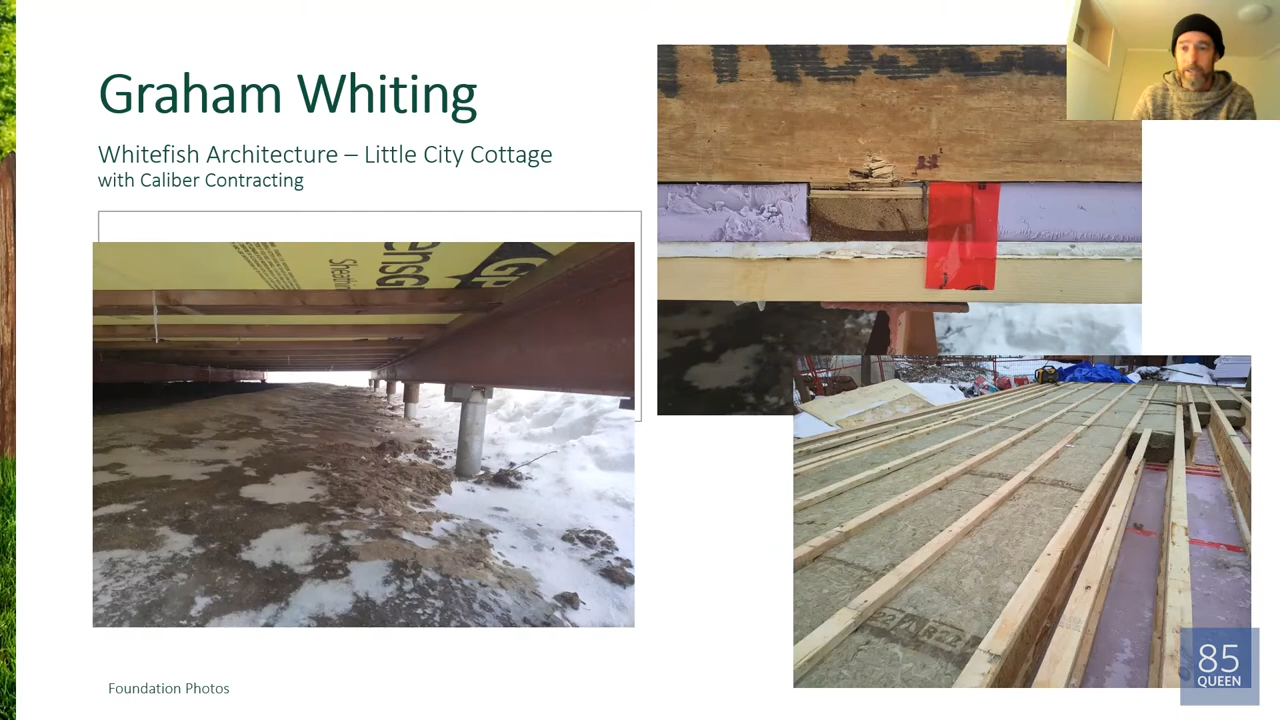 Graham Whiting
Whitefish Architecture – Little City Cottage
with Caliber Contracting
Foundation Photos
85
QUEEN